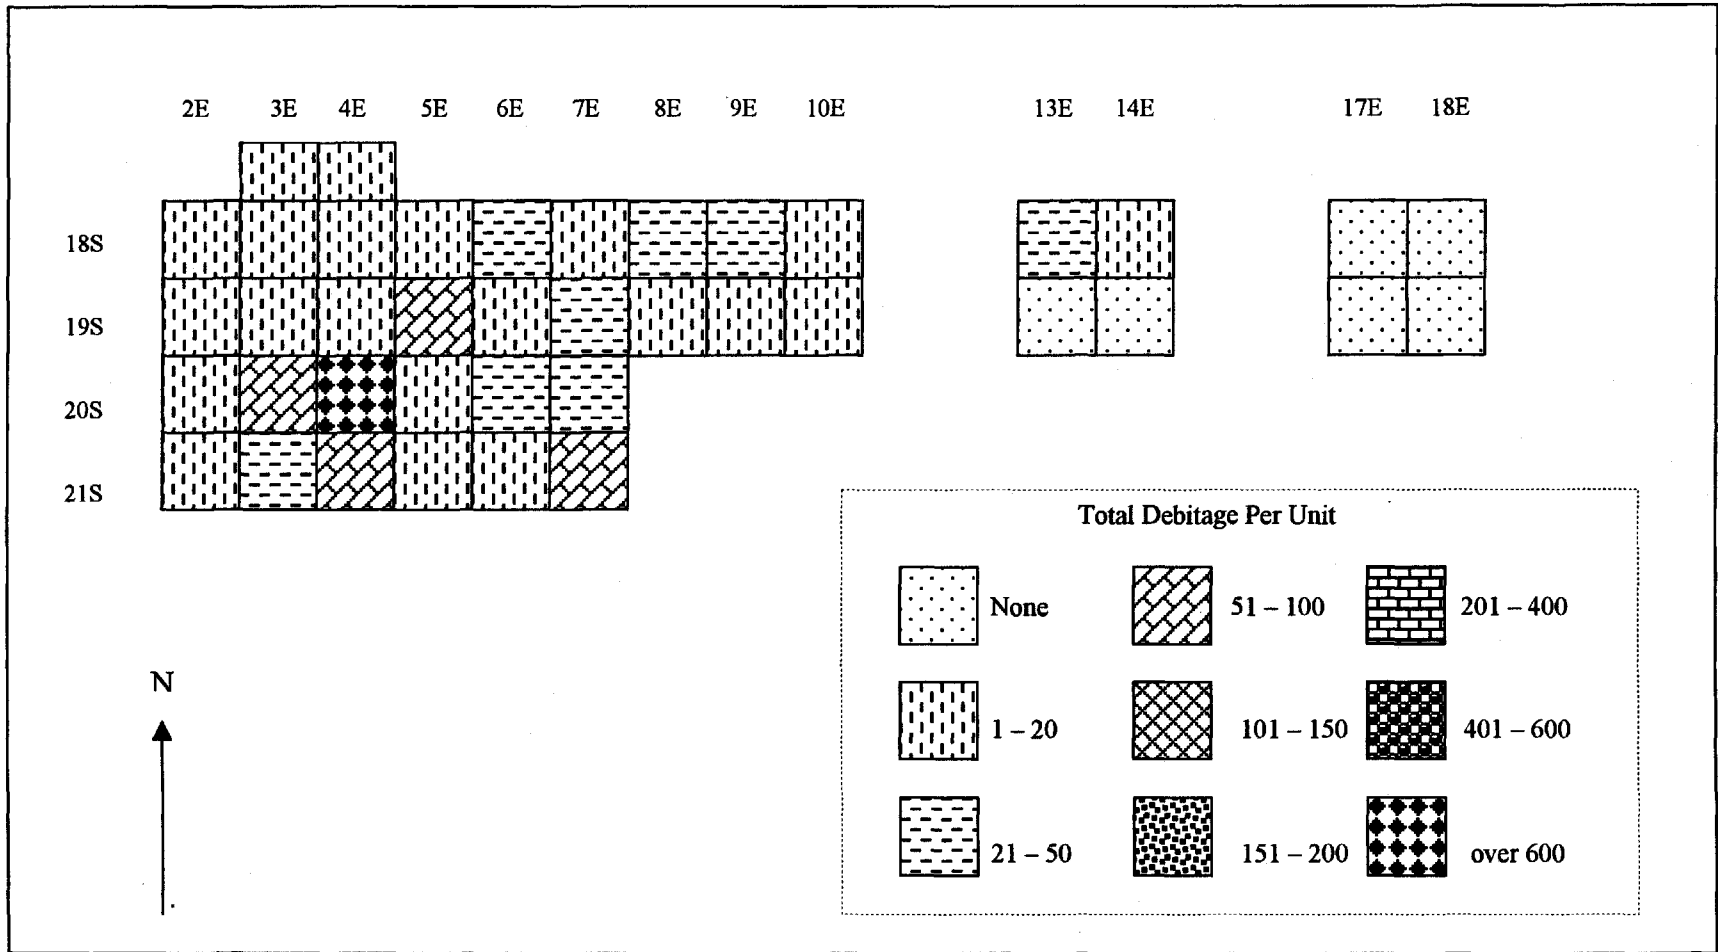 2E 3E 4E 5E 6E 7E 8E 9E 10E 13E 14E 17E 18E
18S
19S
20S
21S
Total Debitage Per Unit
None 51 – 100 201 – 400
1 – 20 101 – 150 401 – 600
21 – 50 151 – 200 over 600
N